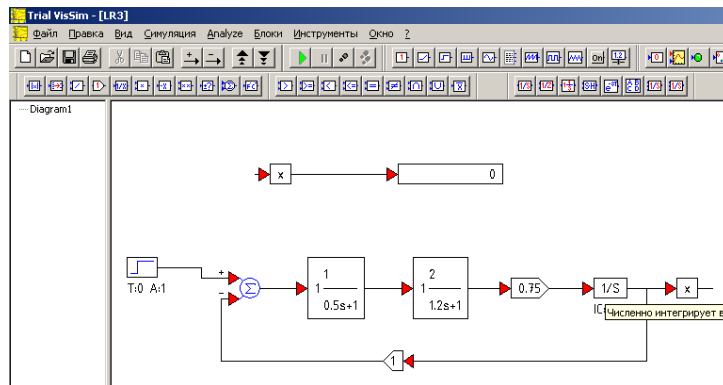 Trial VisSim - [LR3]
Файл Правка Вид Симуляция Analyze Блоки Инструменты Окно ?
Diagram1
x 0
1 2
+ Σ 1 1 0.75 1/S x
- 0.5s+1 1.2s+1
T:0 A:1
Численно интегрирует в
1